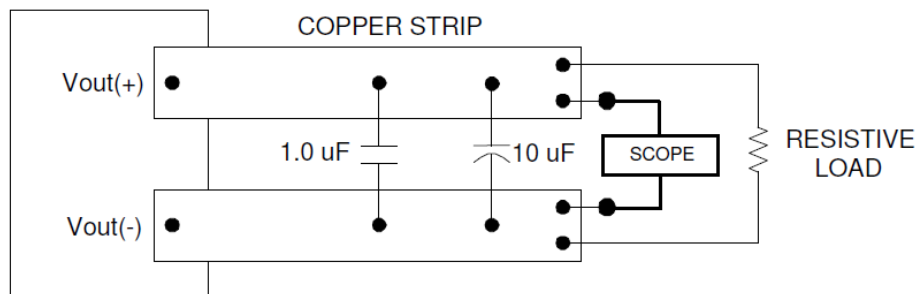 COPPER STRIP
Vout(+)
1.0 uF
10 uF
SCOPE
RESISTIVE
LOAD
Vout(-)